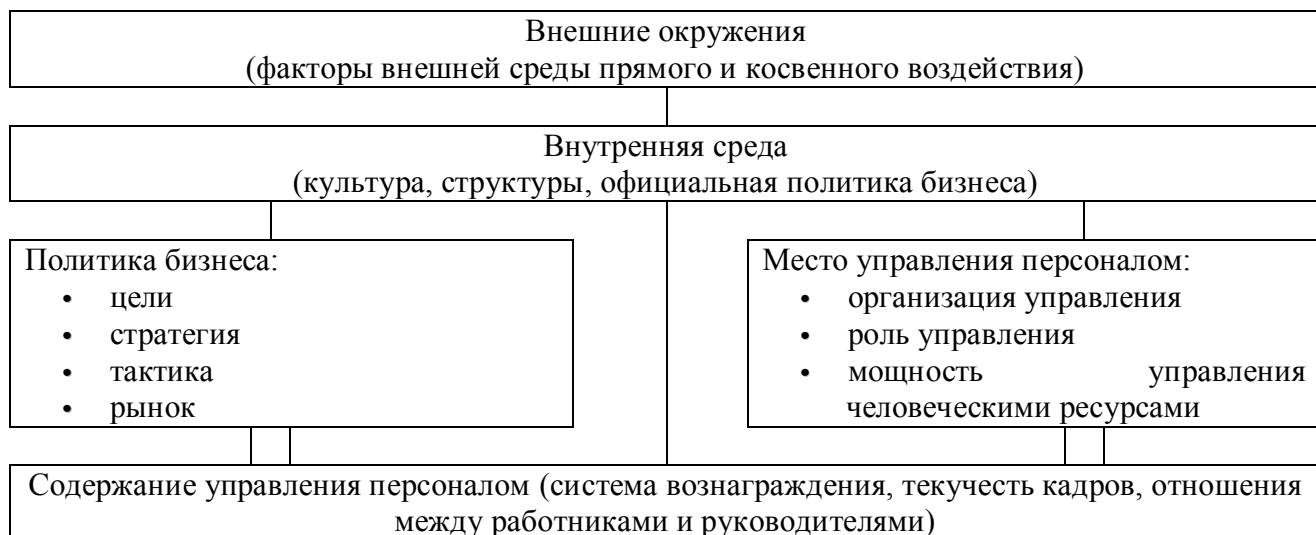 Внешние окружения
(факторы внешней среды прямого и косвенного воздействия)
Внутренняя среда
(культура, структуры, официальная политика бизнеса)
Политика бизнеса:
• цели
• стратегия
• тактика
• рынок
Место управления персоналом:
• организация управления
• роль управления
• мощность управления
человеческими ресурсами
Содержание управления персоналом (система вознаграждения, текучесть кадров, отношения
между работниками и руководителями)